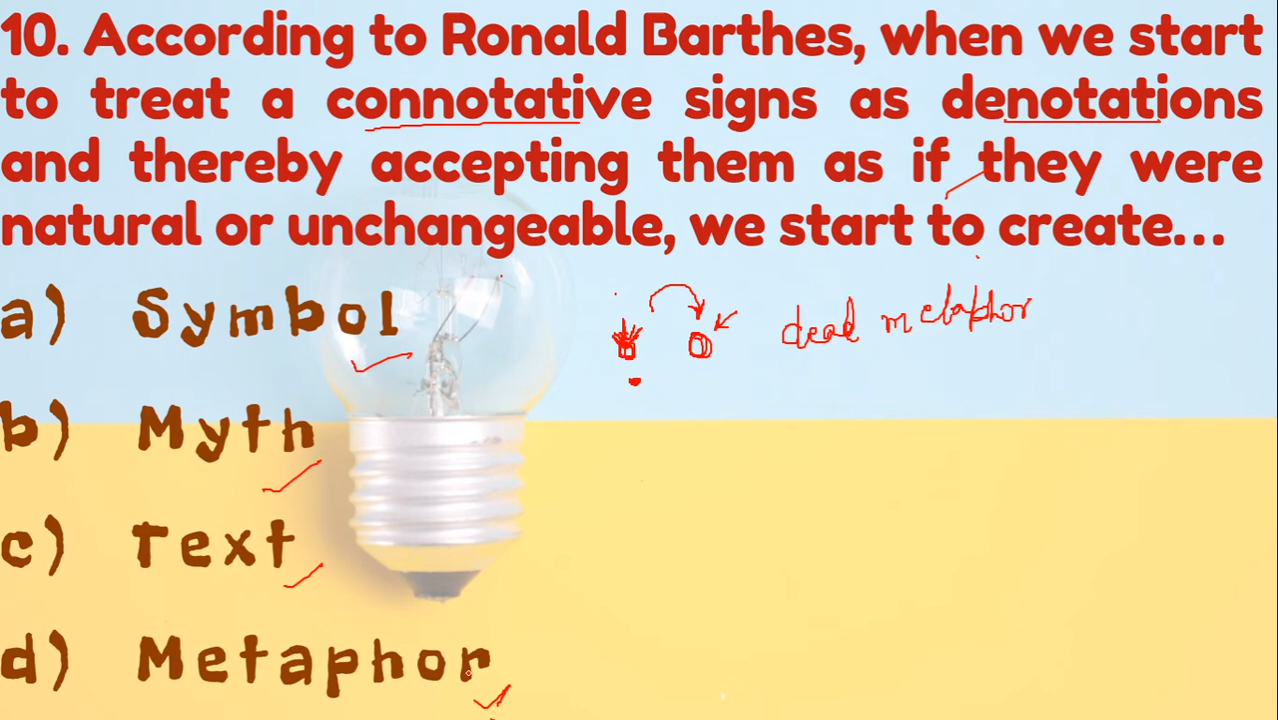 10. According to Ronald Barthes, when we start
to treat a connotative signs as denotations
and thereby accepting them as if they were
natural or unchangeable, we start to create...
a) Symbol
dead metaphor
b) Myth
c) Text
d) Metaphor